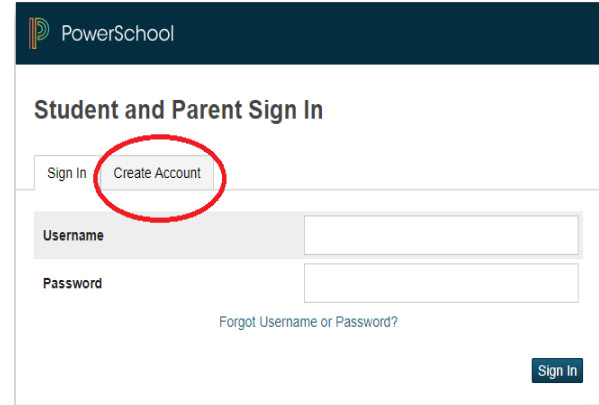 PowerSchool
Student and Parent Sign In
Sign In Create Account
Username
Password
Forgot Username or Password?
Sign In